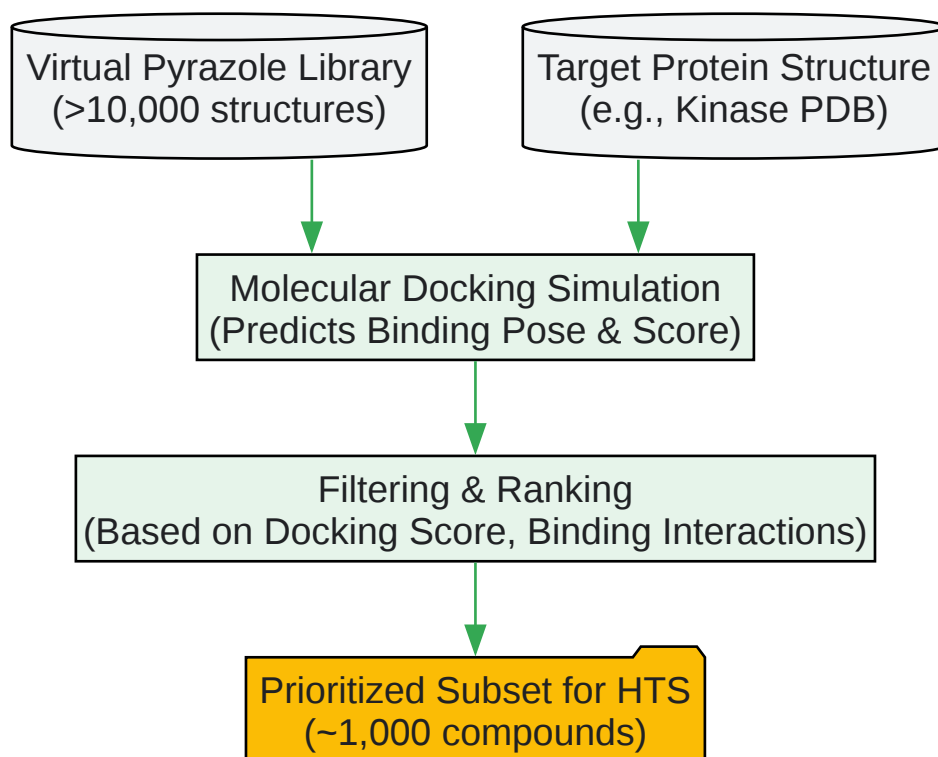 Virtual Pyrazole Library
(>10,000 structures)
Target Protein Structure
(e.g., Kinase PDB)
Molecular Docking Simulation
(Predicts Binding Pose & Score)
Filtering & Ranking
(Based on Docking Score, Binding Interactions)
Prioritized Subset for HTS
(~1,000 compounds)